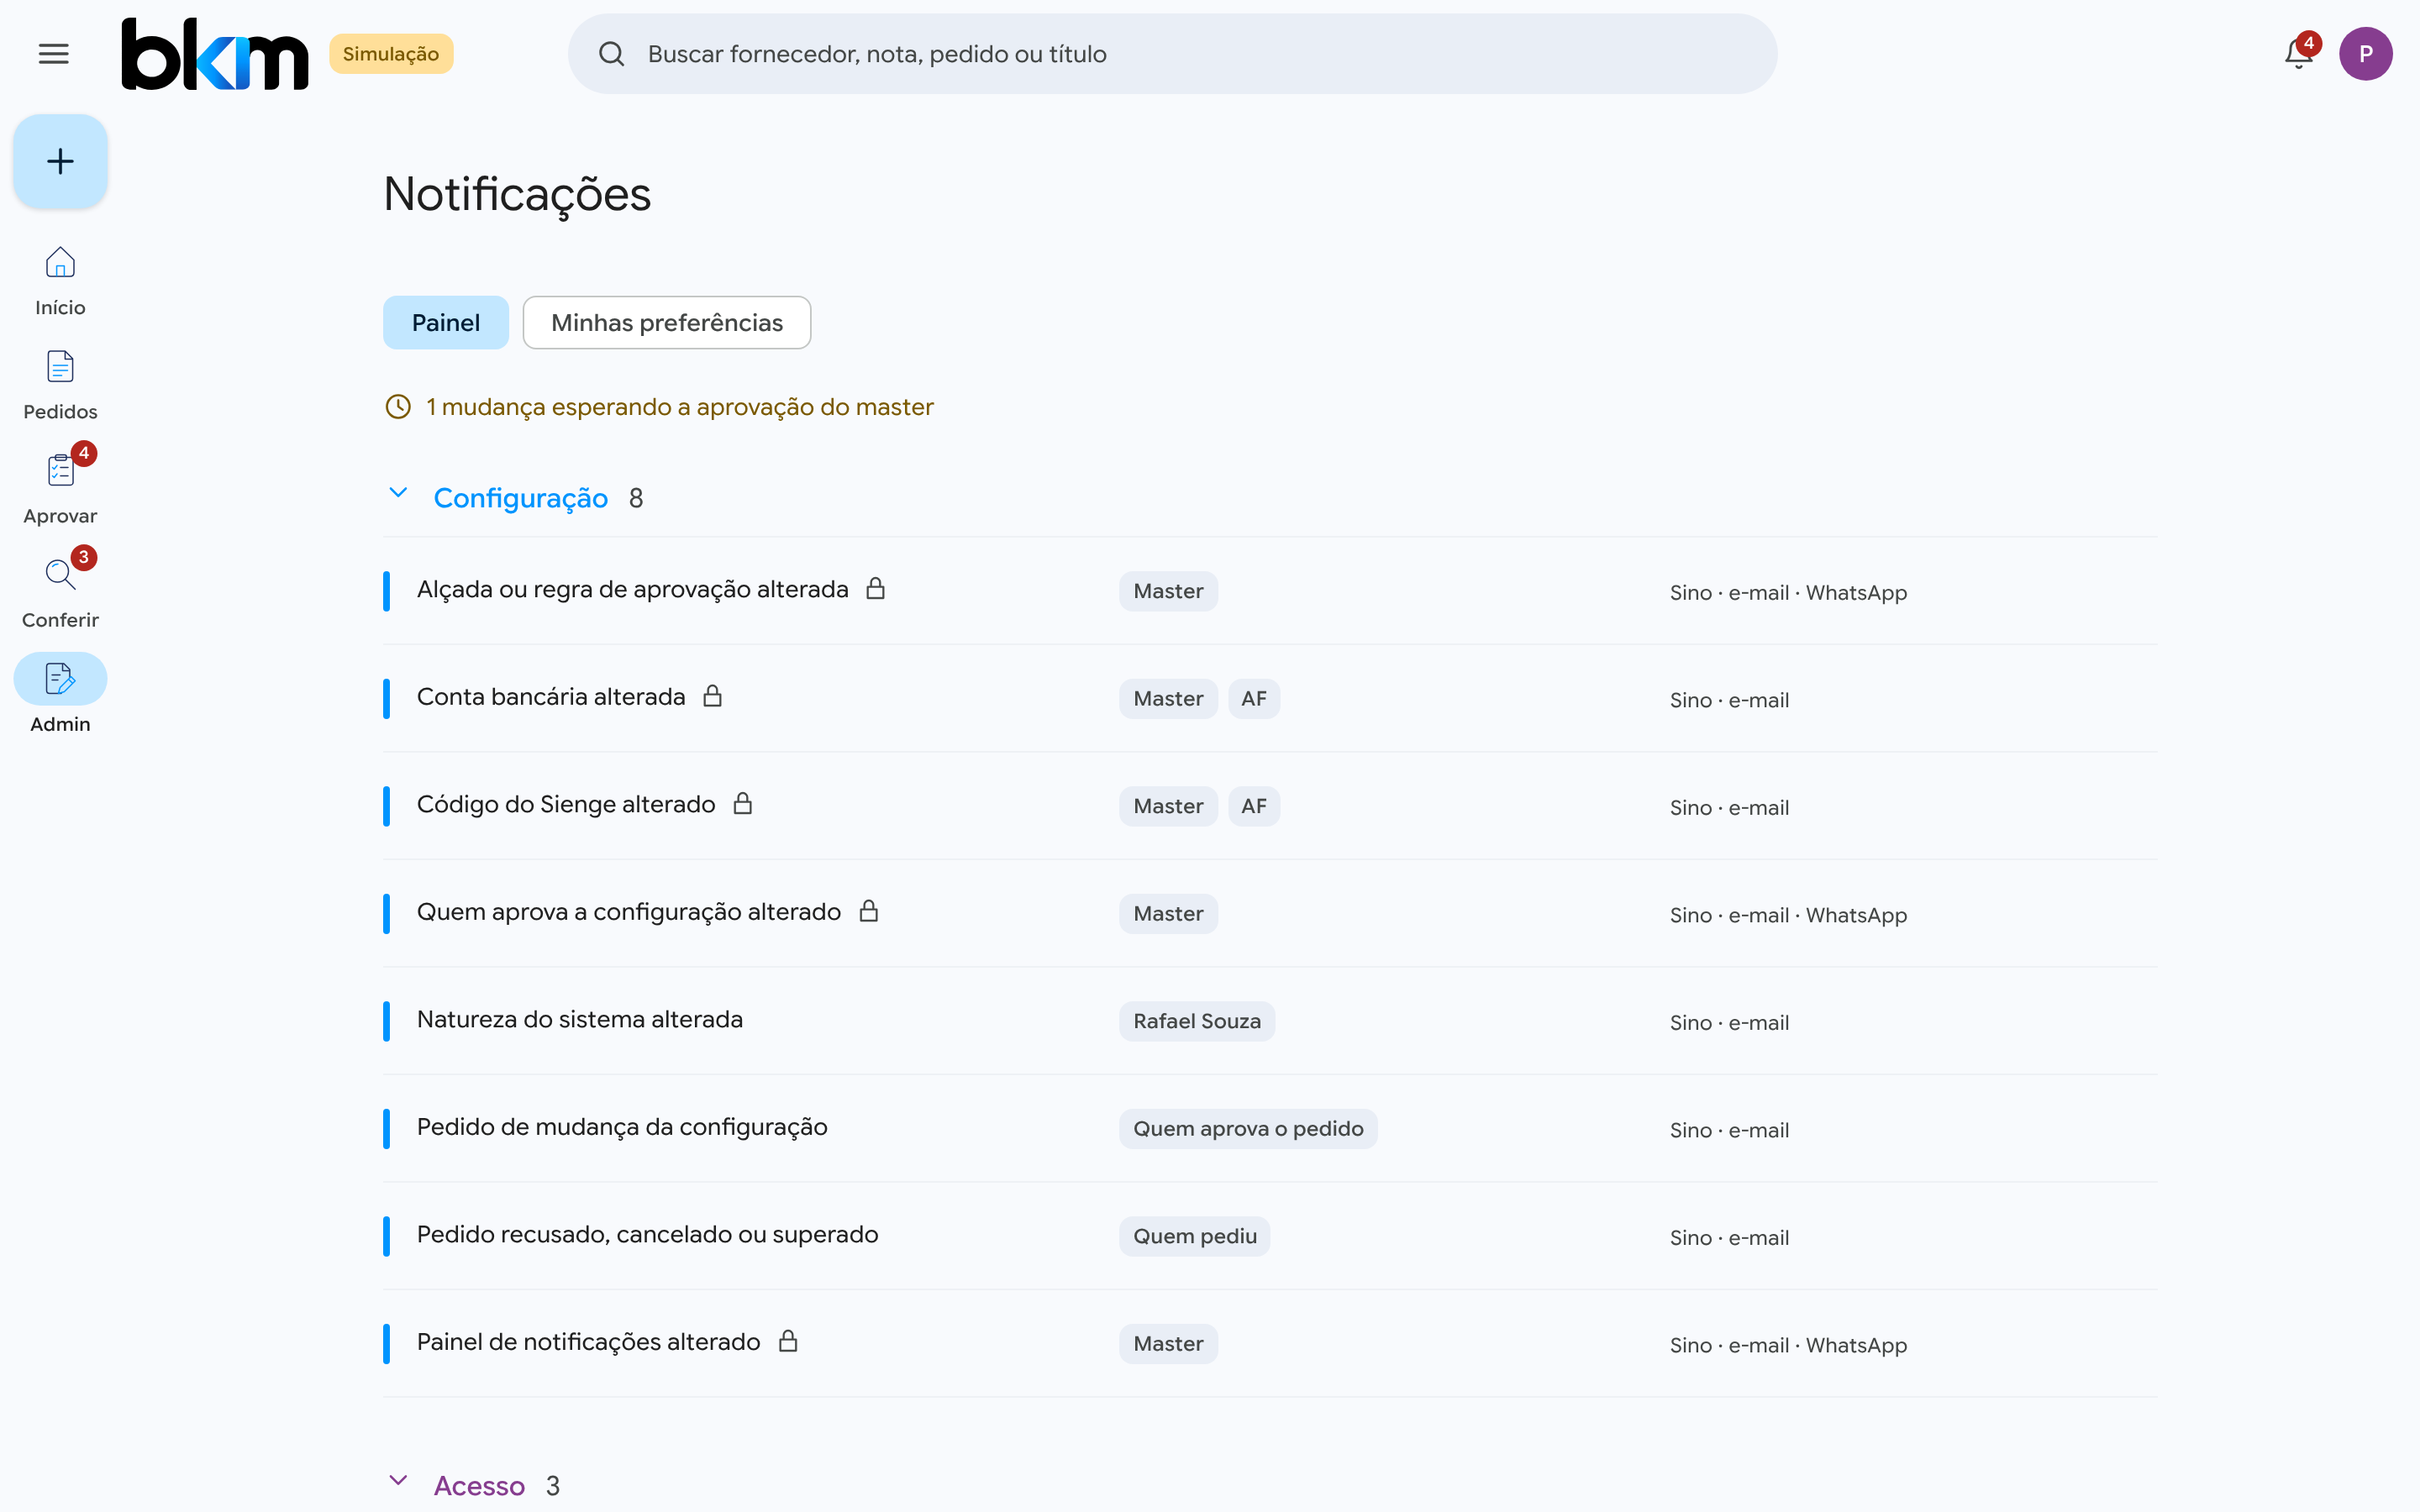 bkm
Simulação
Buscar fornecedor, nota, pedido ou título
4
P
Início
Pedidos
4
Aprovar
3
Conferir
Admin
Notificações
Painel
Minhas preferências
1 mudança esperando a aprovação do master
Configuração 8
Alçada ou regra de aprovação alterada Master Sino · e-mail · WhatsApp
Conta bancária alterada Master AF Sino · e-mail
Código do Sienge alterado Master AF Sino · e-mail
Quem aprova a configuração alterado Master Sino · e-mail · WhatsApp
Natureza do sistema alterada Rafael Souza Sino · e-mail
Pedido de mudança da configuração Quem aprova o pedido Sino · e-mail
Pedido recusado, cancelado ou superado Quem pediu Sino · e-mail
Painel de notificações alterado Master Sino · e-mail · WhatsApp
Acesso 3